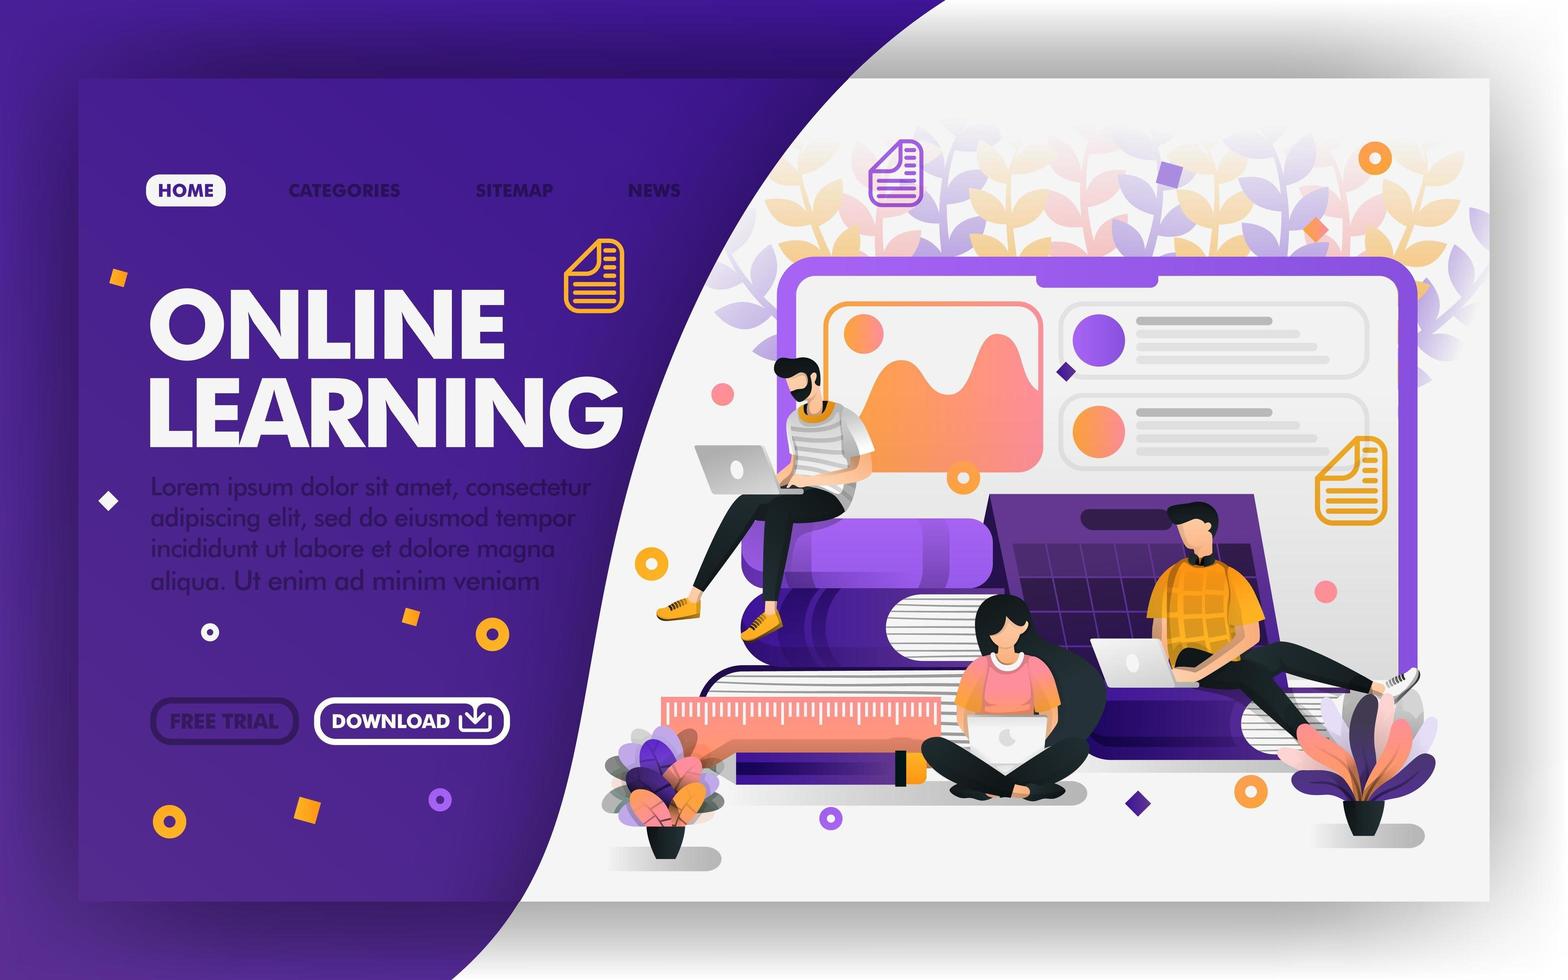 HOME CATEGORIES SITEMAP NEWS
ONLINE
LEARNING
Lorem ipsum dolor sit amet, consectetur
adipiscing elit, sed do eiusmod tempor
incididunt ut labore et dolore magna
aliqua. Ut enim ad minim veniam
FREE TRIAL DOWNLOAD